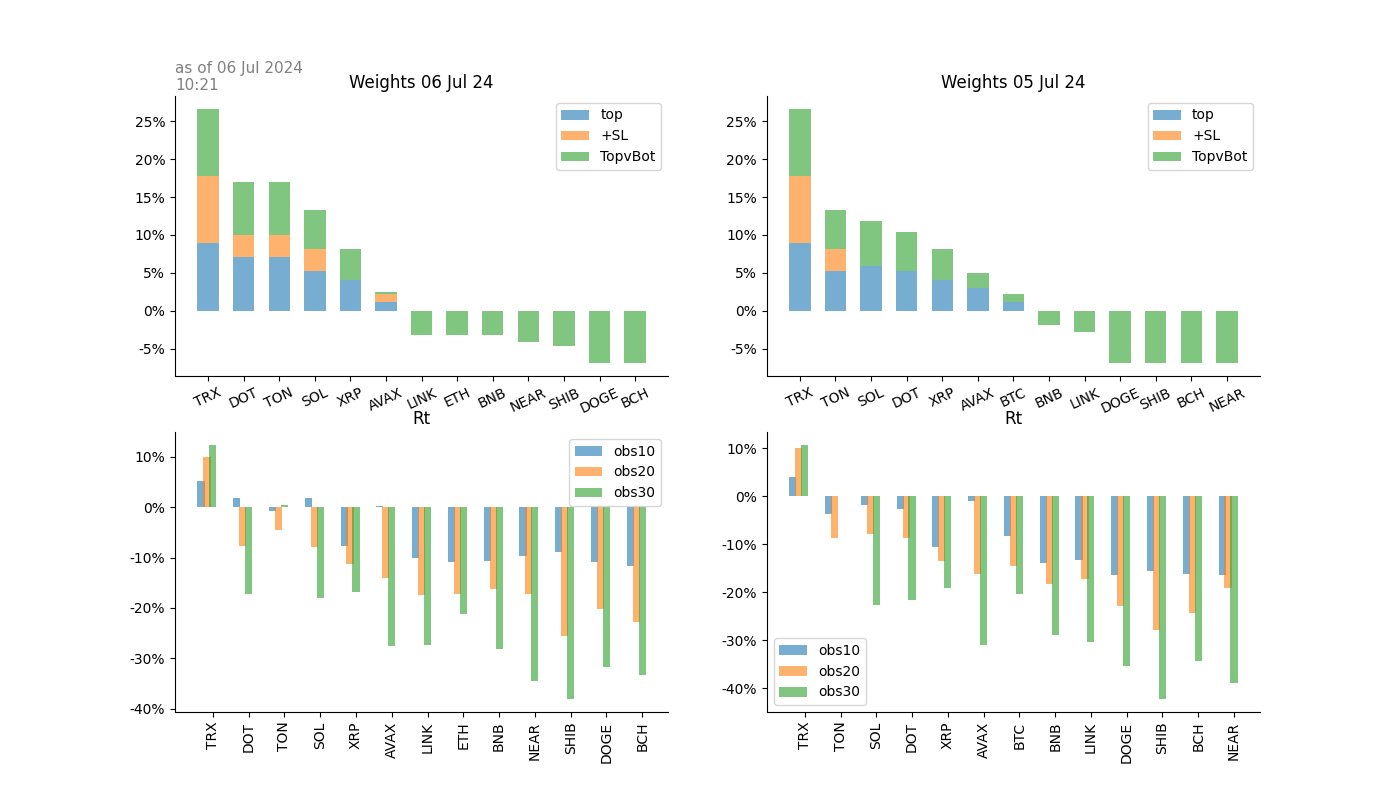 as of 06 Jul 2024
10:21
Weights 06 Jul 24
25%
20%
15%
10%
5%
0%
-5%
top
+SL
TopvBot
TRX DOT TON SOL XRP AVAX LINK ETH BNB NEAR SHIB DOGE BCH
Weights 05 Jul 24
25%
20%
15%
10%
5%
0%
-5%
top
+SL
TopvBot
TRX TON SOL DOT XRP AVAX BTC BNB LINK DOGE SHIB BCH NEAR
Rt
10%
0%
-10%
-20%
-30%
-40%
obs10
obs20
obs30
TRX DOT TON SOL XRP AVAX LINK ETH BNB NEAR SHIB DOGE BCH
Rt
10%
0%
-10%
-20%
-30%
-40%
obs10
obs20
obs30
TRX TON SOL DOT XRP AVAX BTC BNB LINK DOGE SHIB BCH NEAR